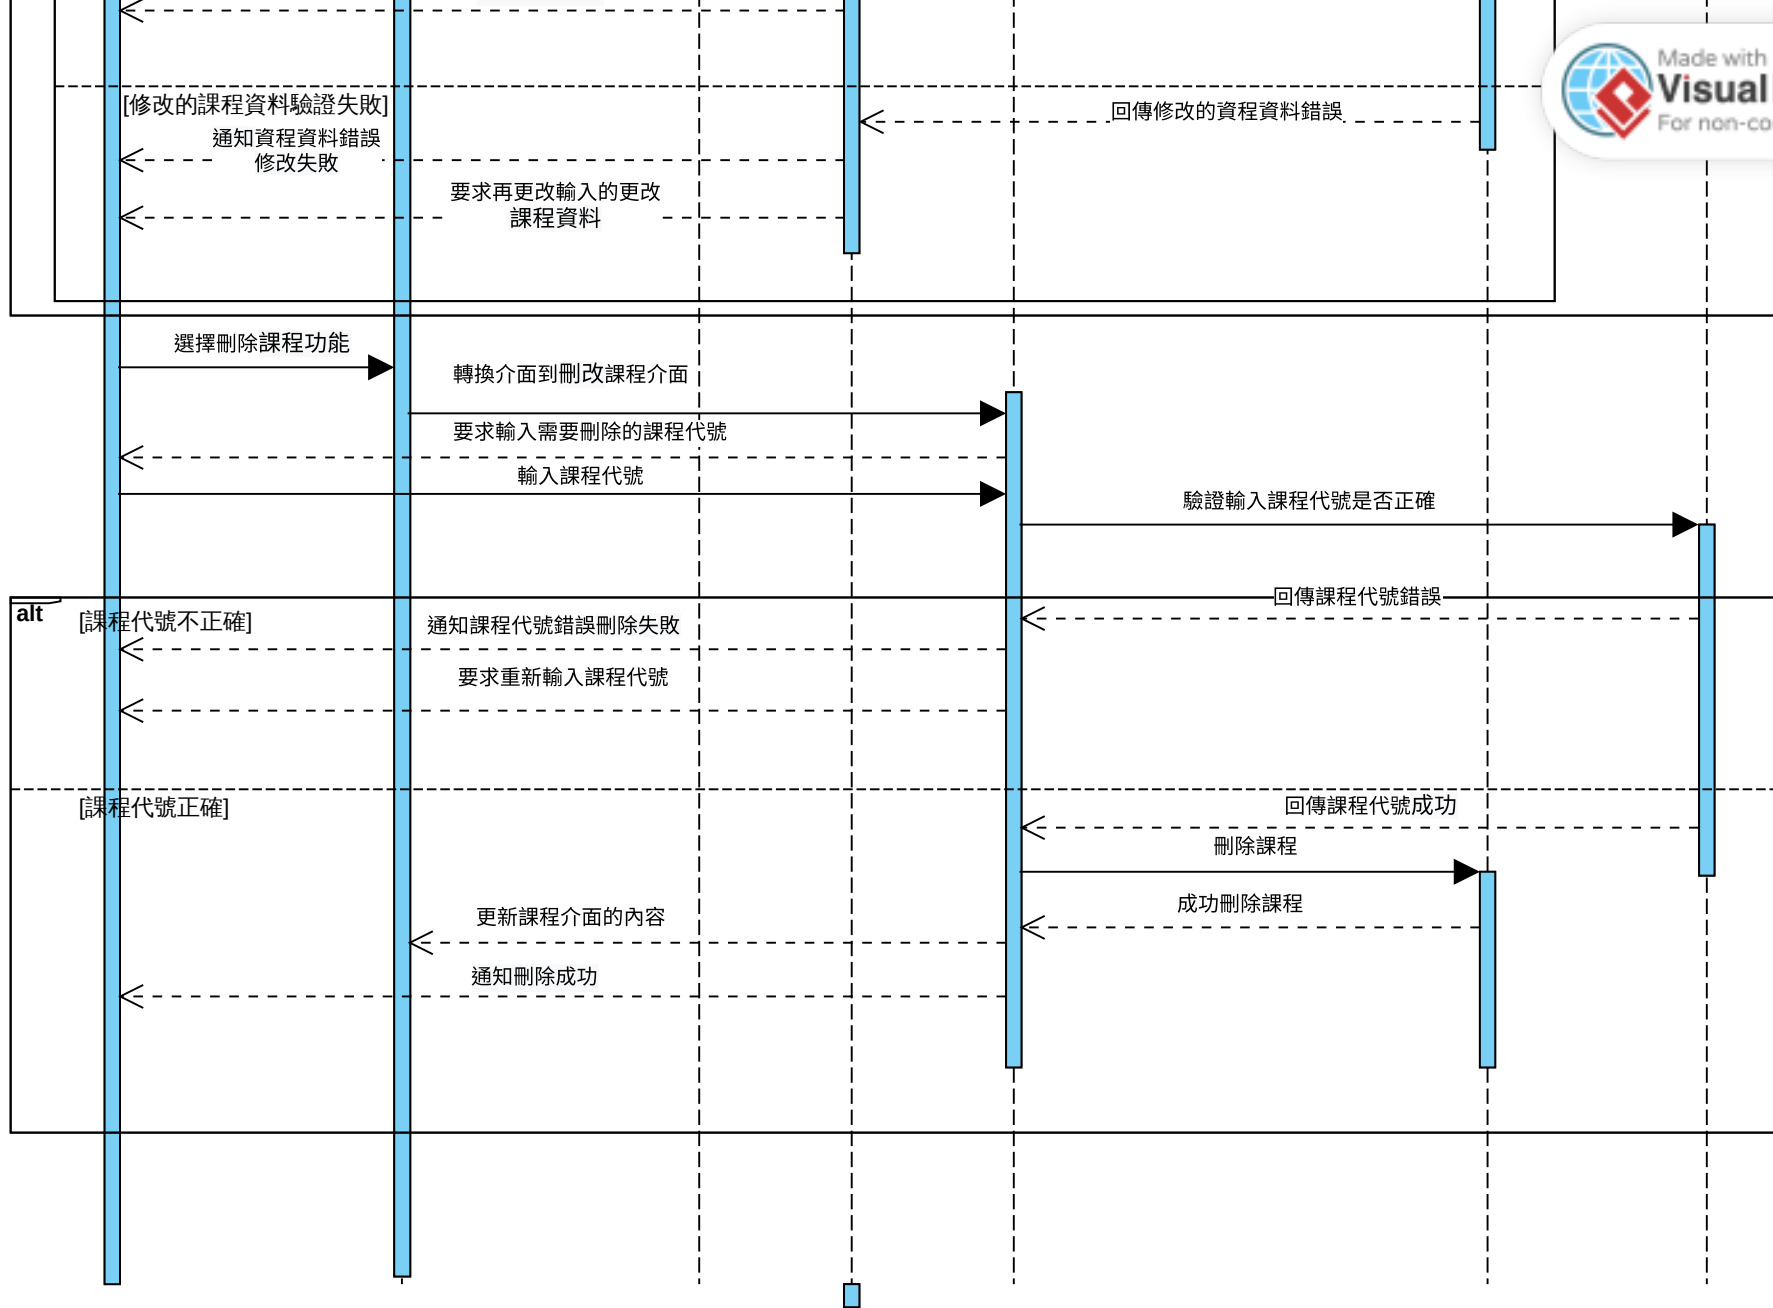 Made with
Visual
For non-co
[修改的課程資料驗證失敗]
回傳修改的資程資料錯誤
通知資程資料錯誤
修改失敗
要求再更改輸入的更改
課程資料
選擇刪除課程功能
轉換介面到刪改課程介面
要求輸入需要刪除的課程代號
輸入課程代號
驗證輸入課程代號是否正確
alt
[課程代號不正確]
回傳課程代號錯誤
通知課程代號錯誤刪除失敗
要求重新輸入課程代號
[課程代號正確]
回傳課程代號成功
刪除課程
成功刪除課程
更新課程介面的內容
通知刪除成功